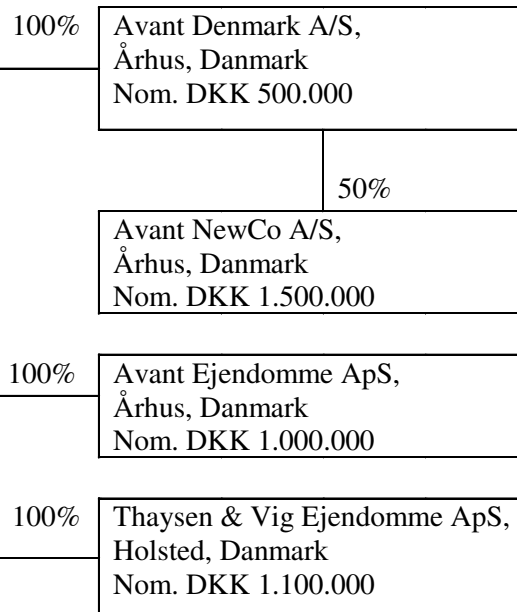 100%
Avant Denmark A/S,
Århus, Danmark
Nom. DKK 500.000
50%
Avant NewCo A/S,
Århus, Danmark
Nom. DKK 1.500.000
100%
Avant Ejendomme ApS,
Århus, Danmark
Nom. DKK 1.000.000
100%
Thaysen & Vig Ejendomme ApS,
Holsted, Danmark
Nom. DKK 1.100.000